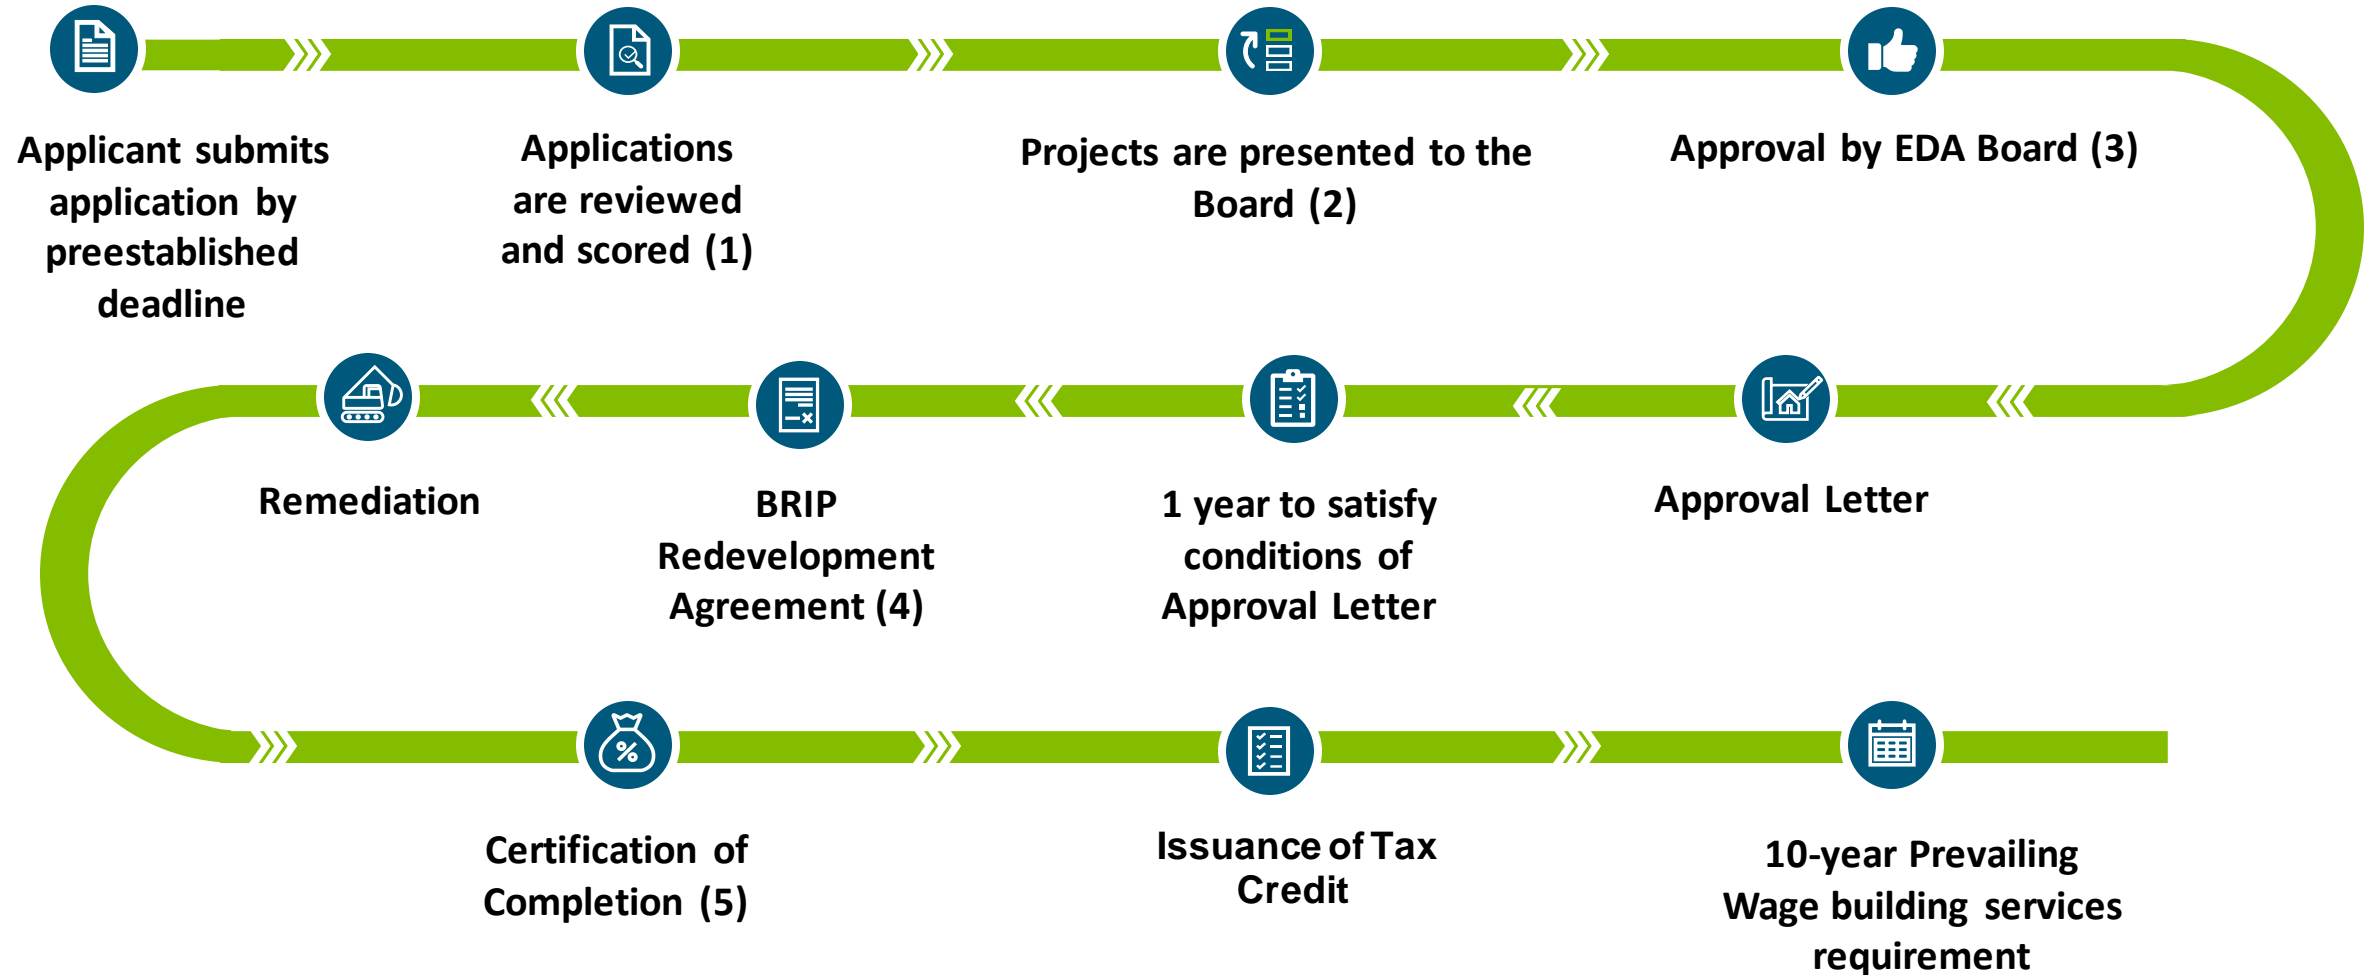 Applicant submits
application by
preestablished
deadline
Applications
are reviewed
and scored (1)
Projects are presented to the
Board (2)
Approval by EDA Board (3)
Approval Letter
1 year to satisfy
conditions of
Approval Letter
BRIP
Redevelopment
Agreement (4)
Remediation
Certification of
Completion (5)
Issuance of Tax
Credit
10-year Prevailing
Wage building services
requirement